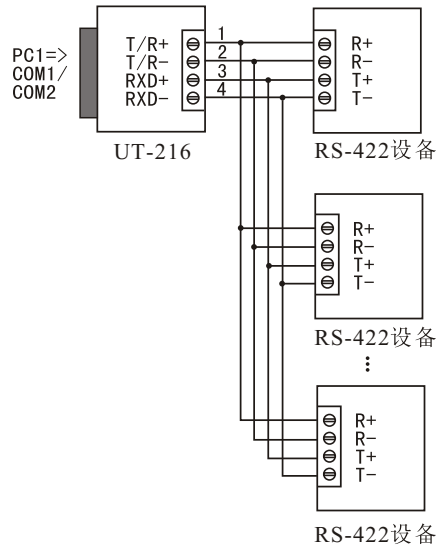 PC1=>
COM1/
COM2
T/R+
T/R-
RXD+
RXD-
1
2
3
4
UT-216
R+
R-
T+
T-
RS-422设备
R+
R-
T+
T-
RS-422设备
⋮
R+
R-
T+
T-
RS-422设备